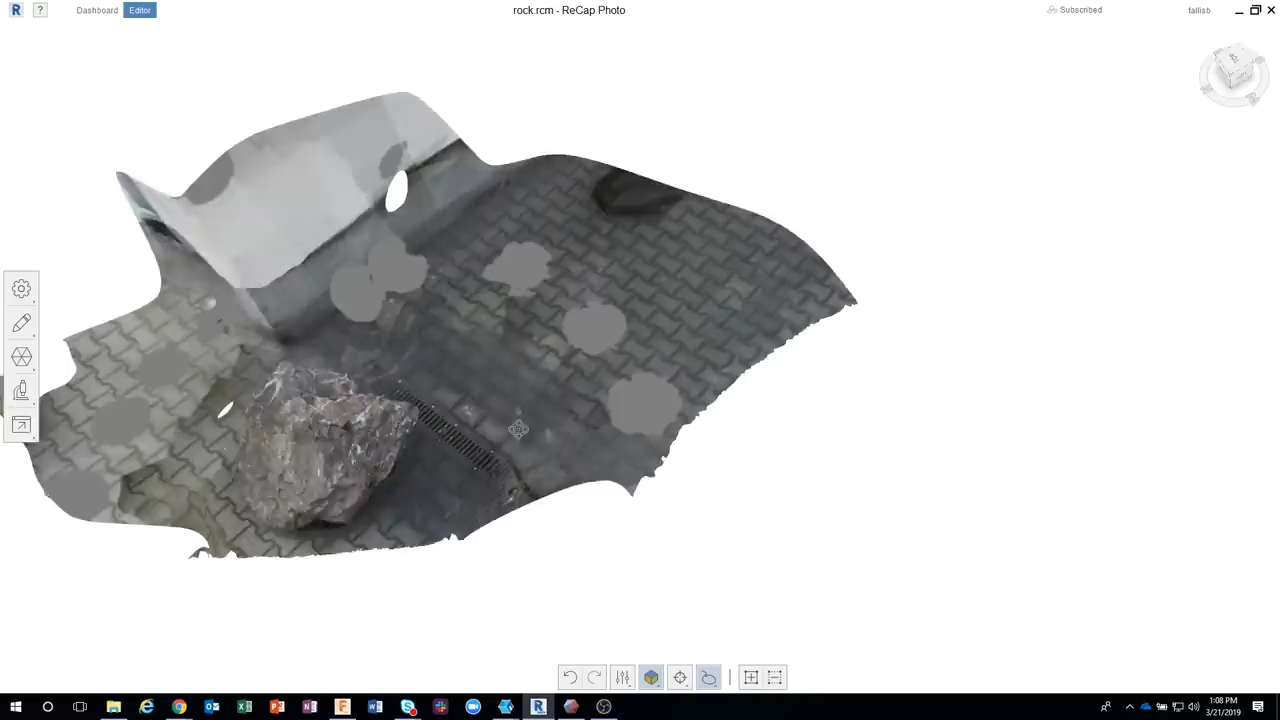 R ? Dashboard Editor rock.rcm - ReCap Photo Subscribed tallisb
1:08 PM
3/21/2019